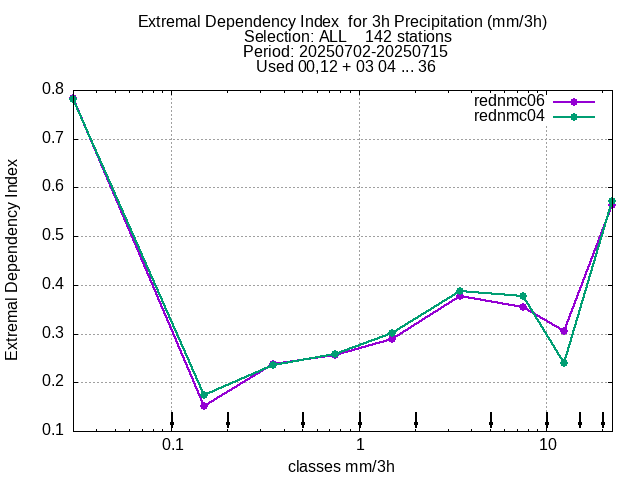 Extremal Dependency Index  for 3h Precipitation (mm/3h)
Selection: ALL    142 stations
Period: 20250702-20250715
Used 00,12 + 03 04 ... 36
rednmc06
rednmc04
0.8
0.7
0.6
0.5
0.4
0.3
0.2
0.1
Extremal Dependency Index
0.1 1 10
classes mm/3h